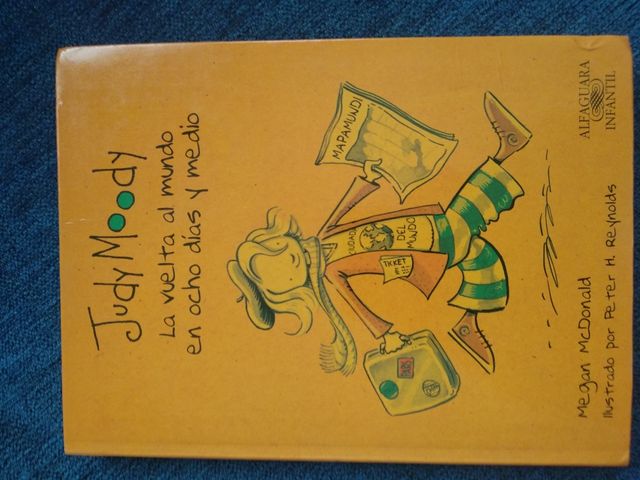 Judy Moody
La vuelta al mundo
en ocho días y medio
MAPAMUNDI
DEL
MUNDO
TICKET
Megan McDonald
Ilustrado por Peter H. Reynolds
ALFAGUARA
INFANTIL